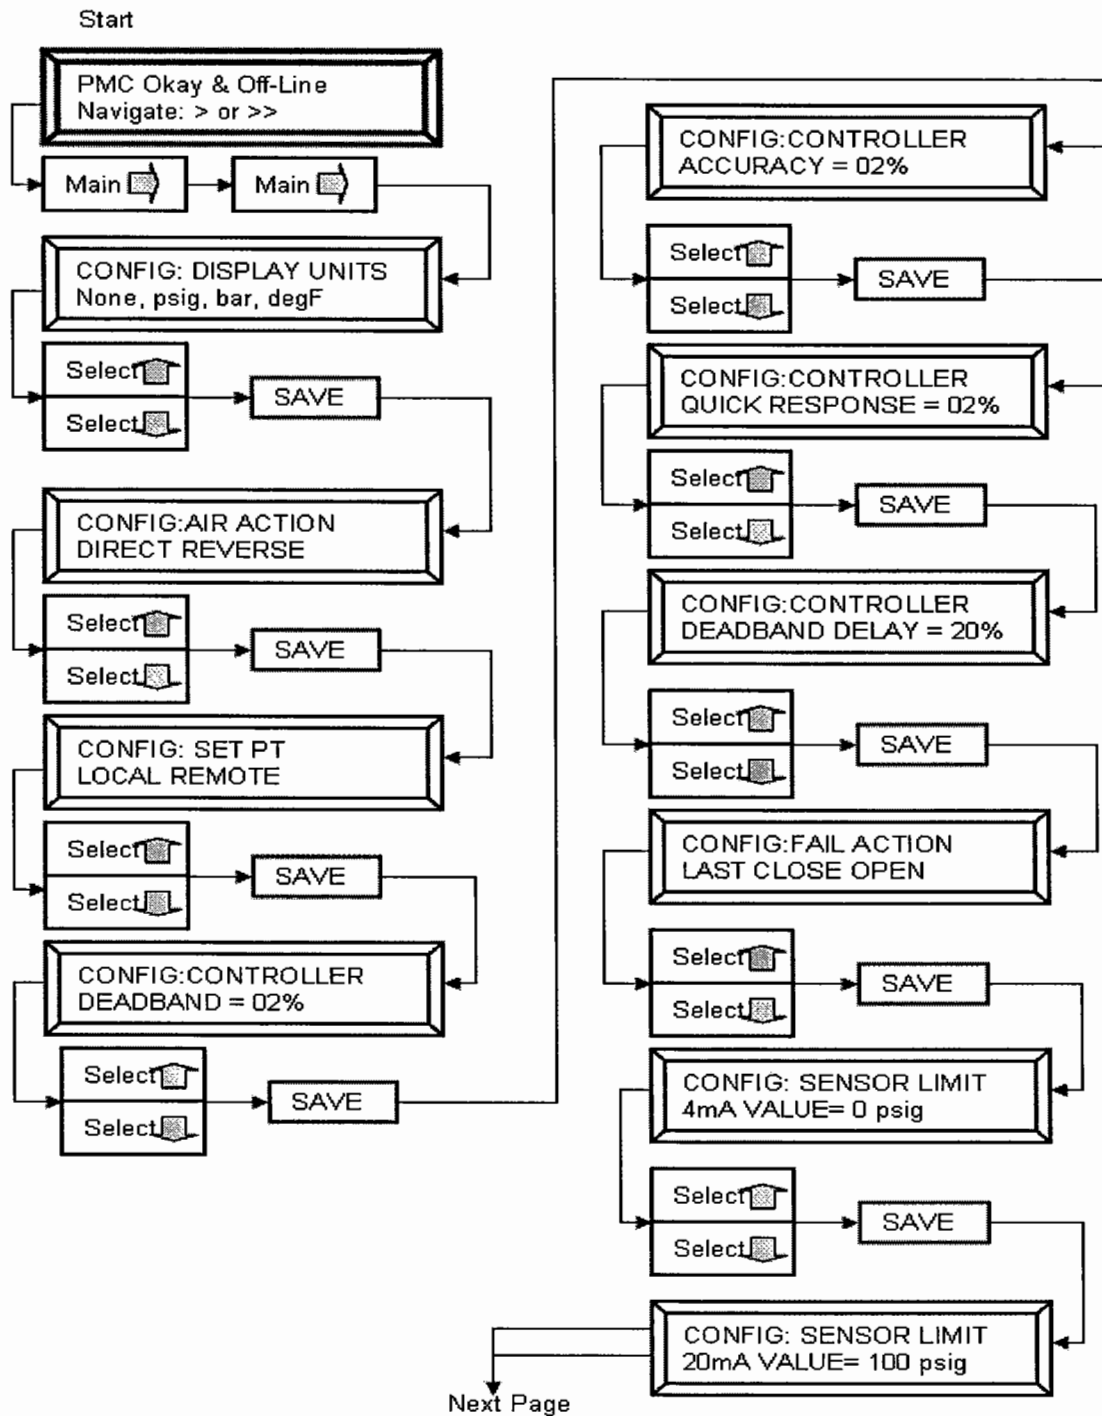 Start
PMC Okay & Off-Line
Navigate: > or >>
Main
Main
CONFIG: DISPLAY UNITS
None, psig, bar, degF
Select
Select
SAVE
CONFIG:AIR ACTION
DIRECT REVERSE
Select
Select
SAVE
CONFIG: SET PT
LOCAL REMOTE
Select
Select
SAVE
CONFIG:CONTROLLER
DEADBAND = 02%
Select
Select
SAVE
CONFIG:CONTROLLER
ACCURACY = 02%
Select
Select
SAVE
CONFIG:CONTROLLER
QUICK RESPONSE = 02%
Select
Select
SAVE
CONFIG:CONTROLLER
DEADBAND DELAY = 20%
Select
Select
SAVE
CONFIG:FAIL ACTION
LAST CLOSE OPEN
Select
Select
SAVE
CONFIG: SENSOR LIMIT
4mA VALUE= 0 psig
Select
Select
SAVE
CONFIG: SENSOR LIMIT
20mA VALUE= 100 psig
Next Page